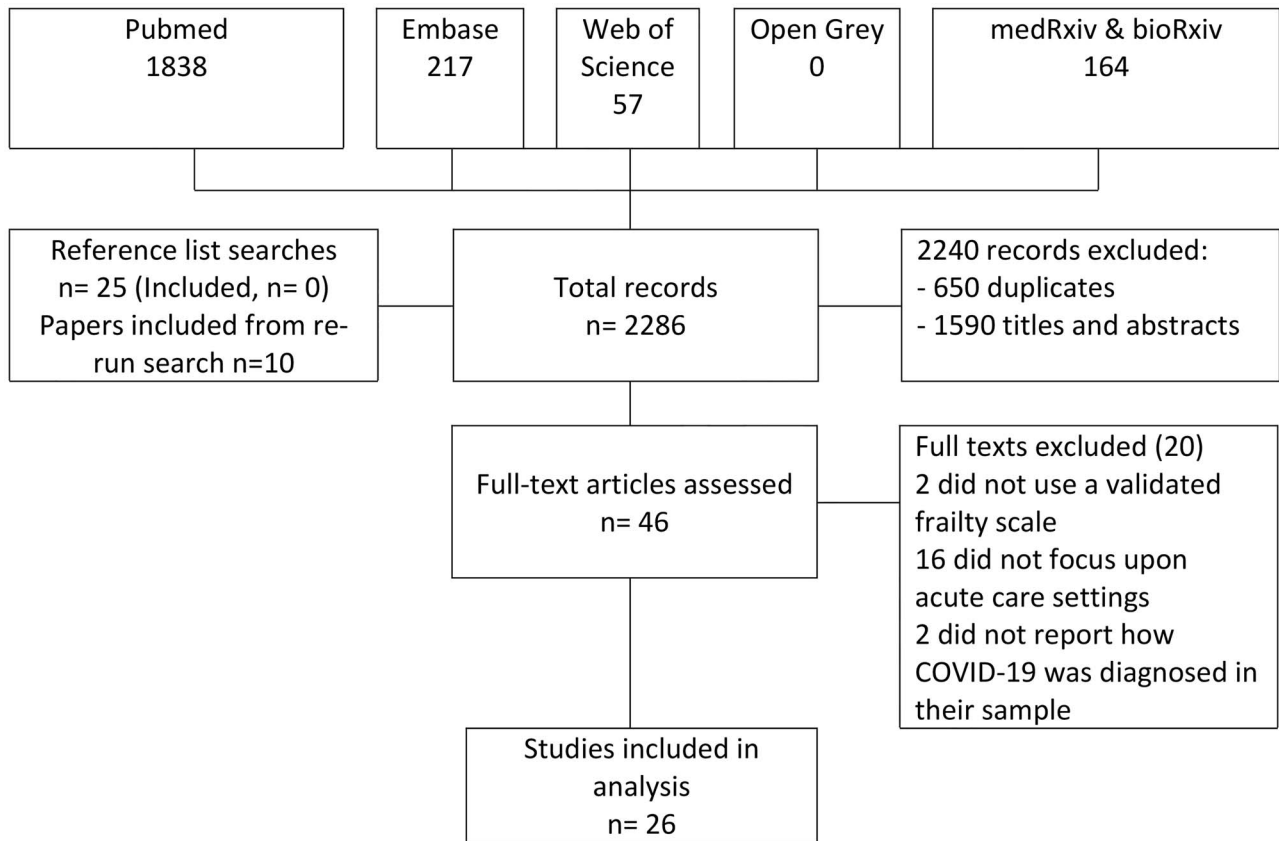 Pubmed
1838
Embase
217
Web of
Science
57
Open Grey
0
medRxiv & bioRxiv
164
Reference list searches
n= 25 (Included, n= 0)
Papers included from re-
run search n=10
Total records
n= 2286
2240 records excluded:
- 650 duplicates
- 1590 titles and abstracts
Full-text articles assessed
n= 46
Full texts excluded (20)
2 did not use a validated
frailty scale
16 did not focus upon
acute care settings
2 did not report how
COVID-19 was diagnosed in
their sample
Studies included in
analysis
n= 26